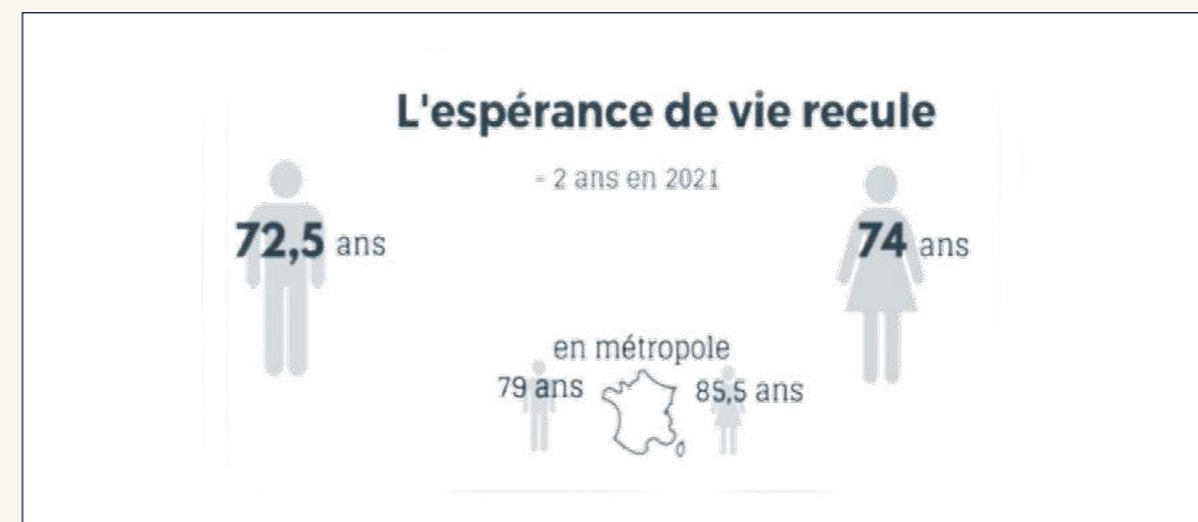 L'espérance de vie recule
- 2 ans en 2021
72,5 ans
74 ans
en métropole
79 ans
85,5 ans